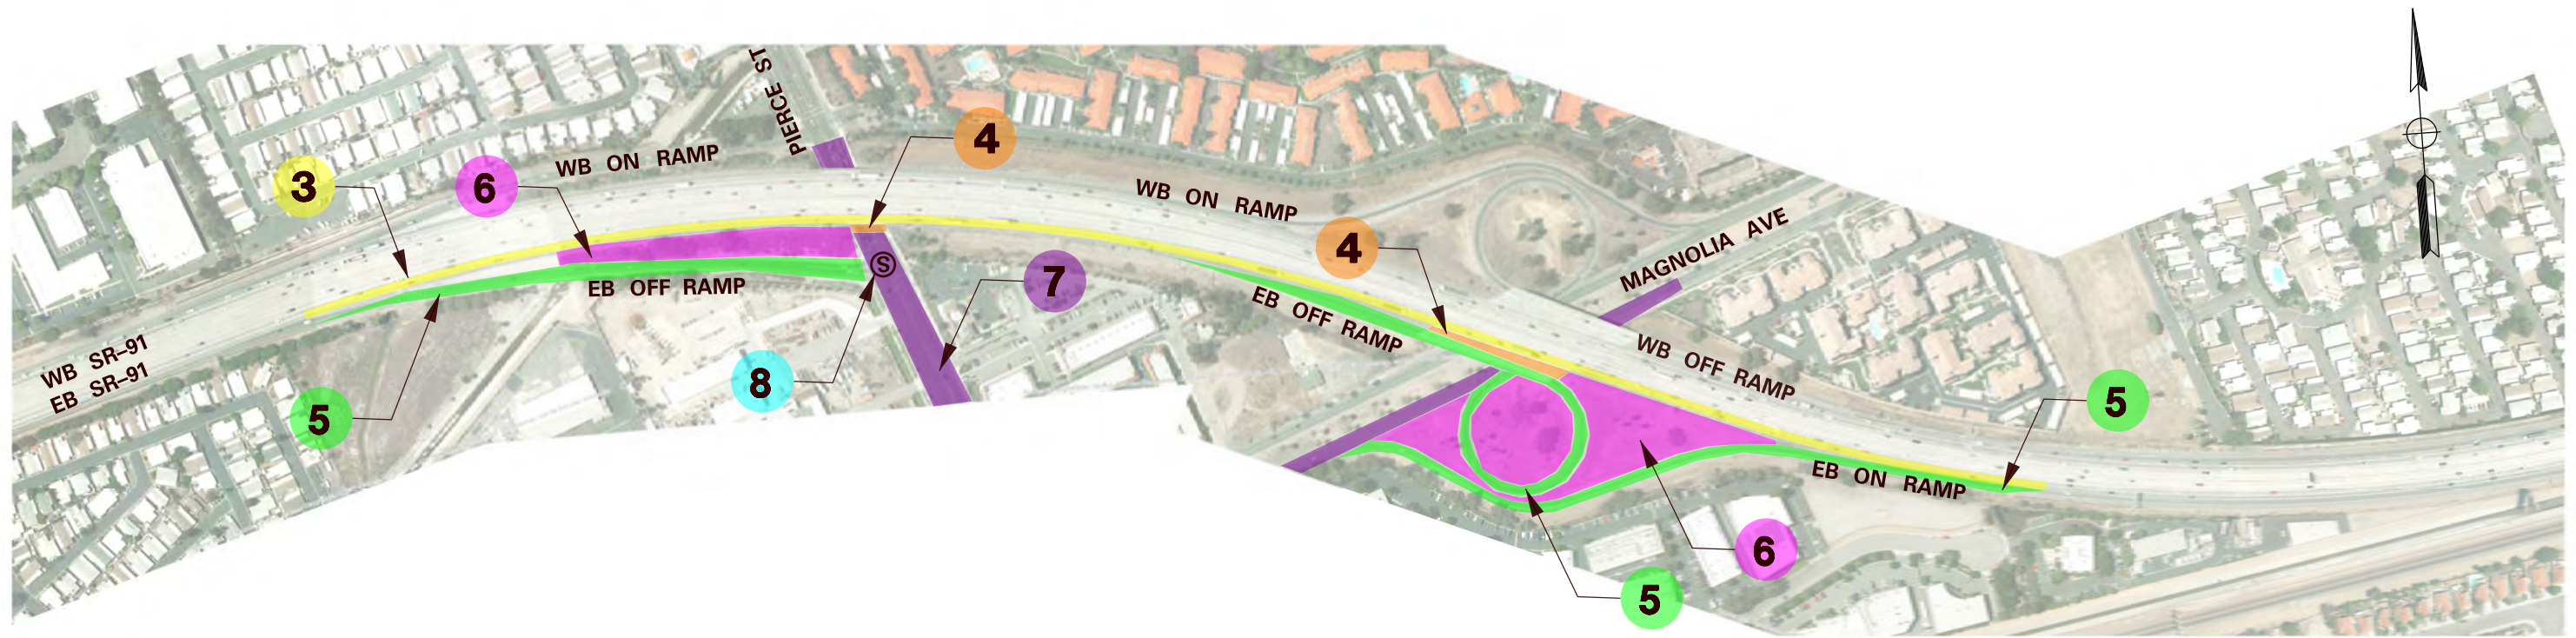 PIERCE ST
4
WB ON RAMP
3
6
WB ON RAMP
4
MAGNOLIA AVE
S
7
EB OFF RAMP
EB OFF RAMP
WB SR-91
EB SR-91
WB OFF RAMP
8
5
5
EB ON RAMP
6
5